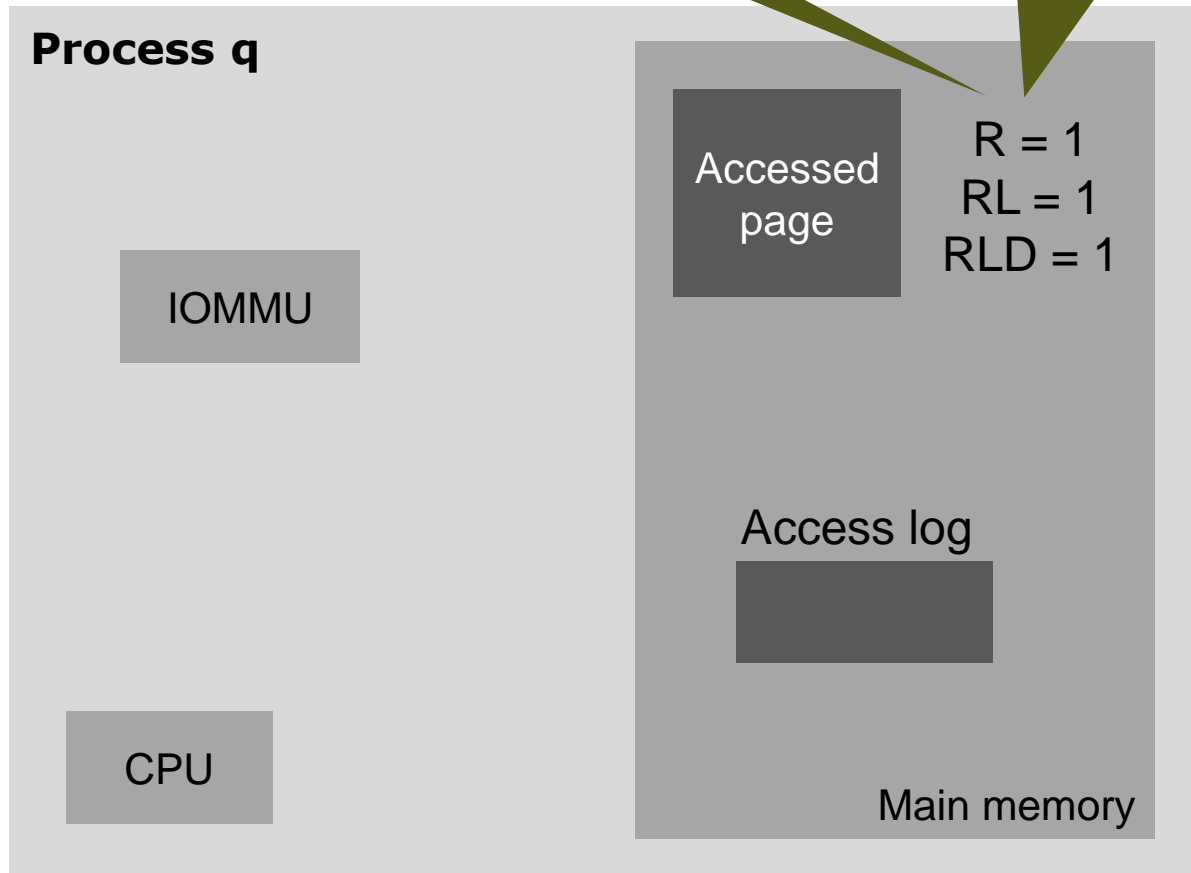 Process q
Accessed
page
R = 1
RL = 1
RLD = 1
IOMMU
Access log
CPU
Main memory